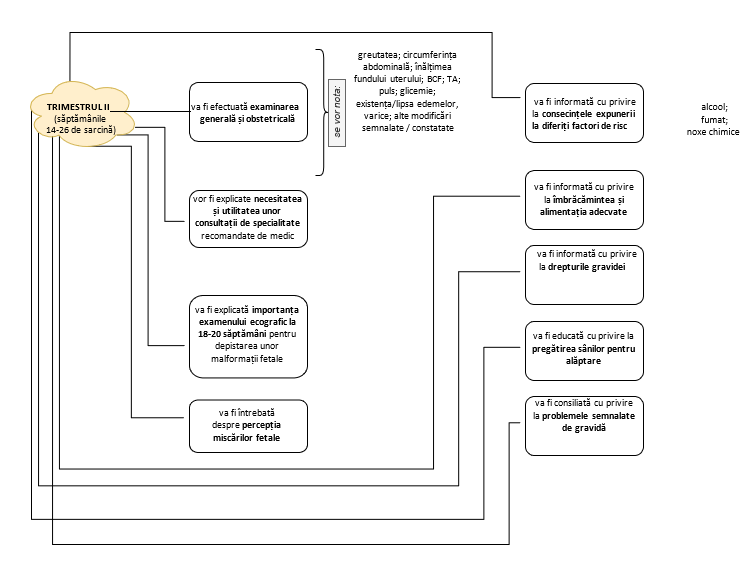 TRIMESTRUL II
(săptămânile
14-26 de sarcină)
va fi efectuată examinarea
generală și obstetricală
se vor nota:
greutatea; circumferința
abdominală; înălțimea
fundului uterului; BCF; TA;
puls; glicemie;
existența/lipsa edemelor,
varice; alte modificări
semnalate / constatate
vor fi explicate necesitatea
și utilitatea unor
consultații de specialitate
recomandate de medic
va fi explicată importanța
examenului ecografic la
18-20 săptămâni pentru
depistarea unor
malformații fetale
va fi întrebată
despre percepția
mișcărilor fetale
va fi informată cu privire
la consecințele expunerii
la diferiți factori de risc
alcool;
fumat;
noxe chimice
va fi informată cu privire
la îmbrăcămintea și
alimentația adecvate
va fi informată cu privire
la drepturile gravidei
va fi educată cu privire la
pregătirea sânilor pentru
alăptare
va fi consiliată cu privire
la problemele semnalate
de gravidă